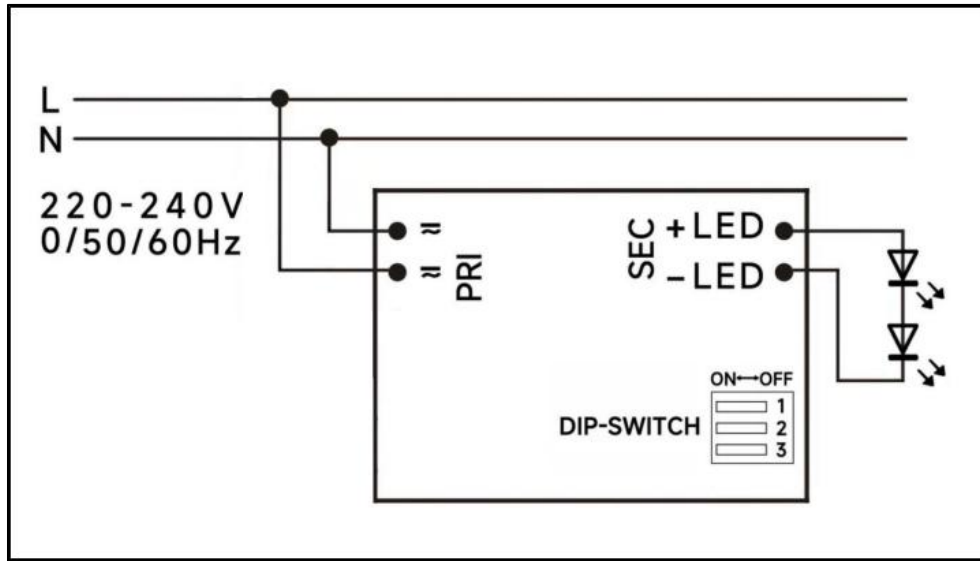 L
N
220-240V
0/50/60Hz
PRI
SEC
+LED
−LED
ON↔OFF
DIP-SWITCH
1
2
3